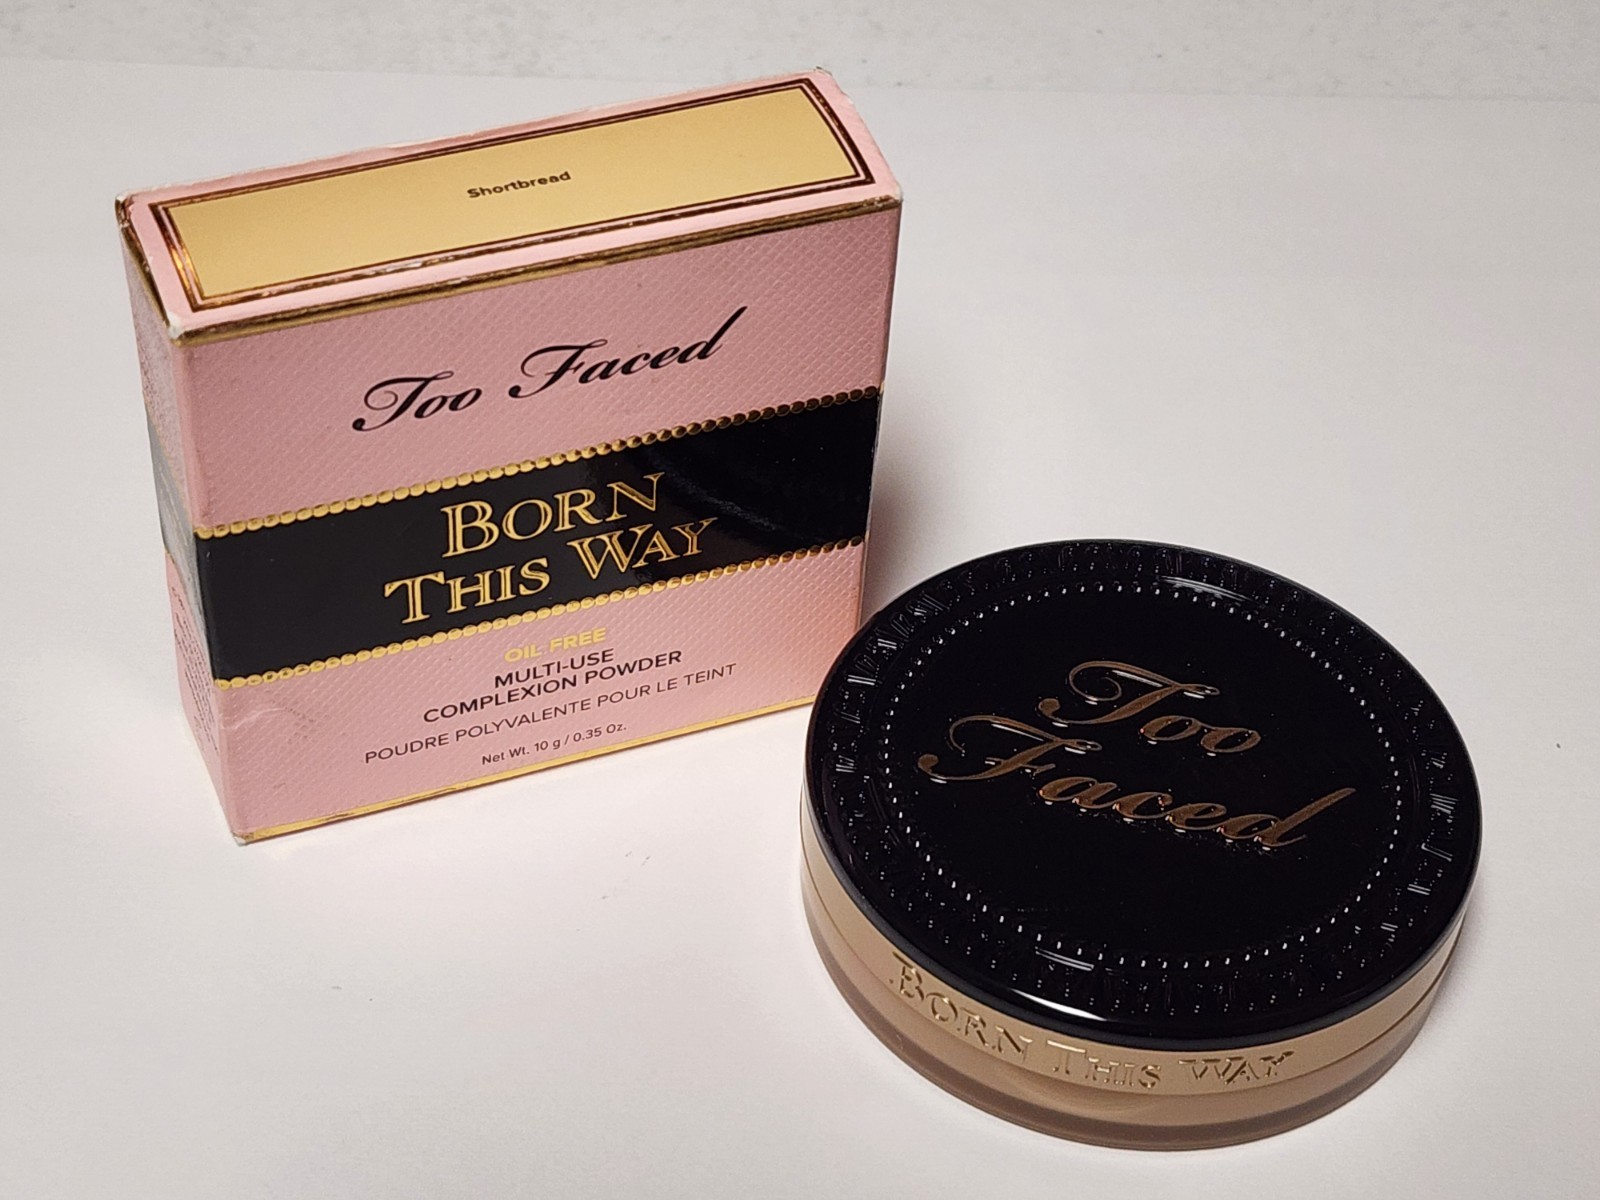 Shortbread
Too Faced
BORN
THIS WAY
OIL FREE
MULTI-USE
COMPLEXION POWDER
POUDRE POLYVALENTE POUR LE TEINT
Net Wt. 10 g / 0.35 Oz.
Too
Faced
BORN THIS WAY